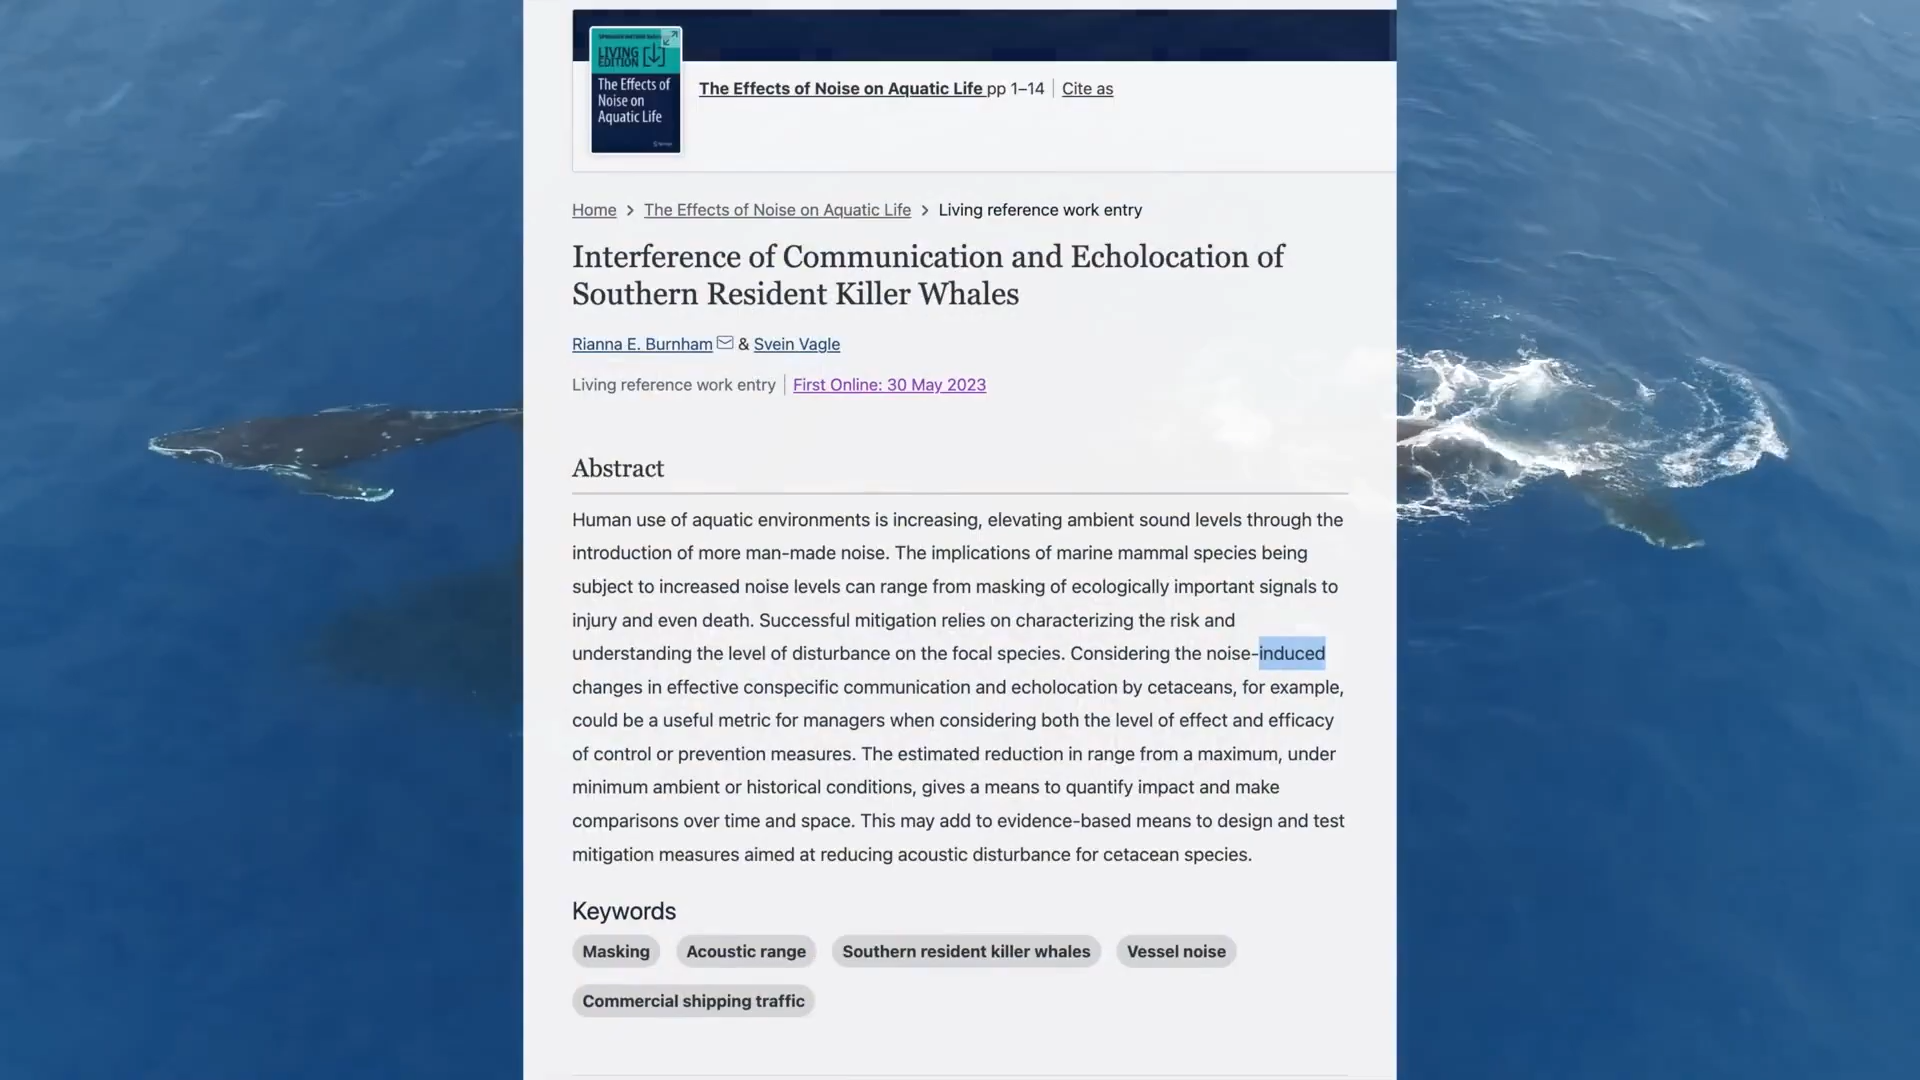 LIVING
EDITION
The Effects of
Noise on
Aquatic Life
The Effects of Noise on Aquatic Life pp 1–14 | Cite as
Home > The Effects of Noise on Aquatic Life > Living reference work entry
Interference of Communication and Echolocation of
Southern Resident Killer Whales
Rianna E. Burnham & Svein Vagle
Living reference work entry | First Online: 30 May 2023
Abstract
Human use of aquatic environments is increasing, elevating ambient sound levels through the
introduction of more man-made noise. The implications of marine mammal species being
subject to increased noise levels can range from masking of ecologically important signals to
injury and even death. Successful mitigation relies on characterizing the risk and
understanding the level of disturbance on the focal species. Considering the noise-induced
changes in effective conspecific communication and echolocation by cetaceans, for example,
could be a useful metric for managers when considering both the level of effect and efficacy
of control or prevention measures. The estimated reduction in range from a maximum, under
minimum ambient or historical conditions, gives a means to quantify impact and make
comparisons over time and space. This may add to evidence-based means to design and test
mitigation measures aimed at reducing acoustic disturbance for cetacean species.
Keywords
Masking Acoustic range Southern resident killer whales Vessel noise
Commercial shipping traffic